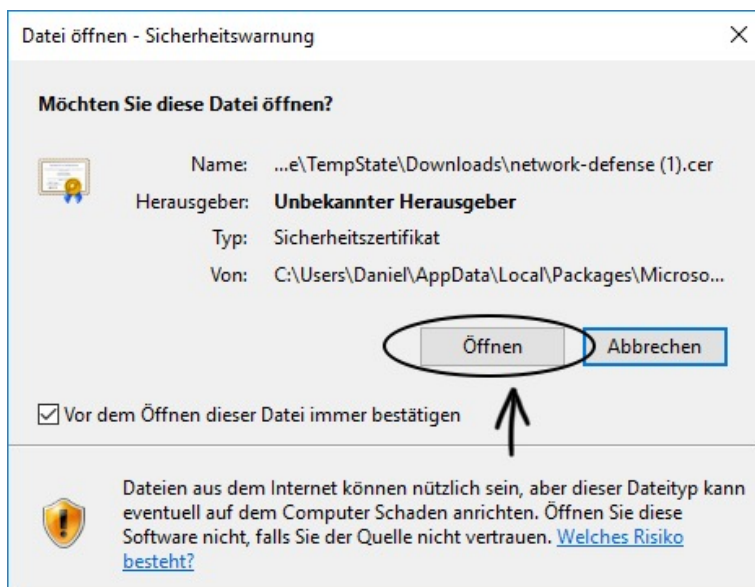 Datei öffnen - Sicherheitswarnung
Möchten Sie diese Datei öffnen?
Name: ...e\TempState\Downloads\network-defense (1).cer
Herausgeber: Unbekannter Herausgeber
Typ: Sicherheitszertifikat
Von: C:\Users\Daniel\AppData\Local\Packages\Microso...
Öffnen Abbrechen
Vor dem Öffnen dieser Datei immer bestätigen
Dateien aus dem Internet können nützlich sein, aber dieser Dateityp kann
eventuell auf dem Computer Schaden anrichten. Öffnen Sie diese
Software nicht, falls Sie der Quelle nicht vertrauen. Welches Risiko
besteht?